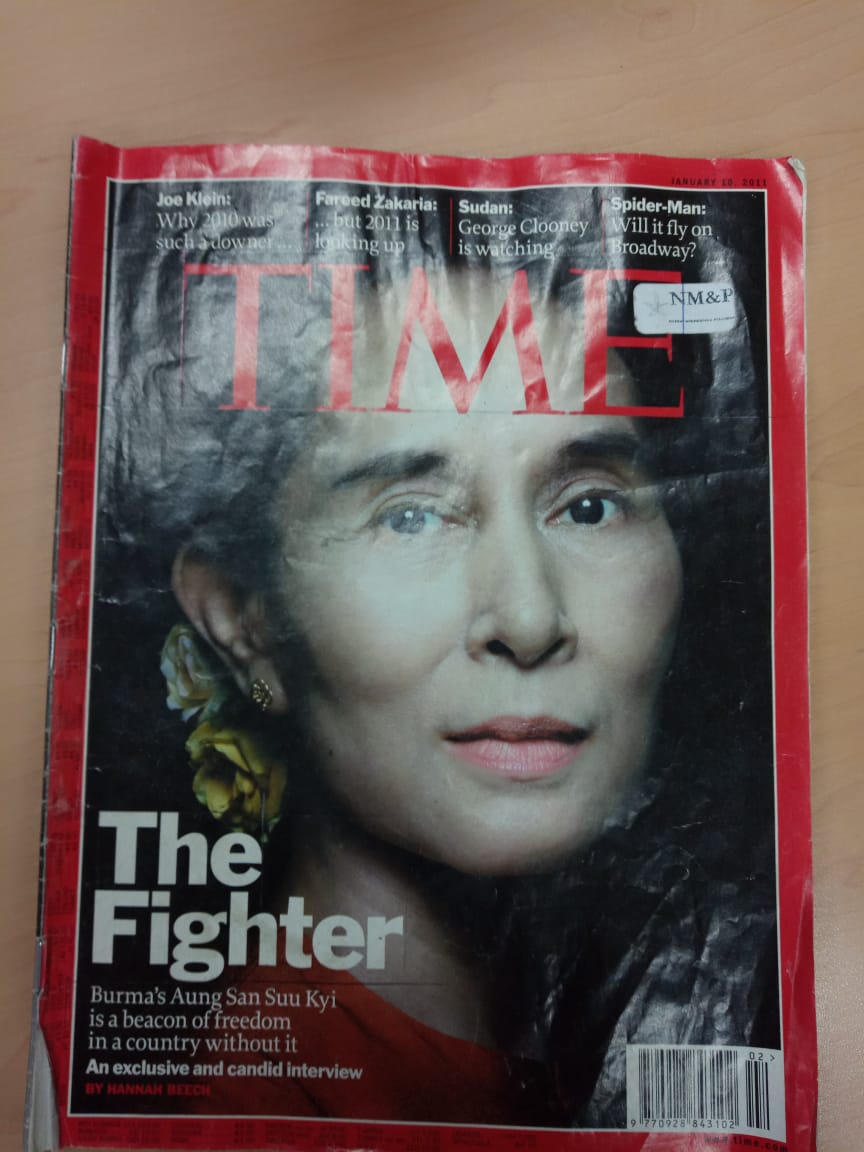 JANUARY 10, 2011
Joe Klein:
Why 2010 was
such a downer ...
Fareed Zakaria:
... but 2011 is
looking up
Sudan:
George Clooney
is watching
Spider-Man:
Will it fly on
Broadway?
TIME
NM&P
The
Fighter
Burma's Aung San Suu Kyi
is a beacon of freedom
in a country without it
An exclusive and candid interview
BY HANNAH BEECH
02 >
9 770928 843102
www.time.com